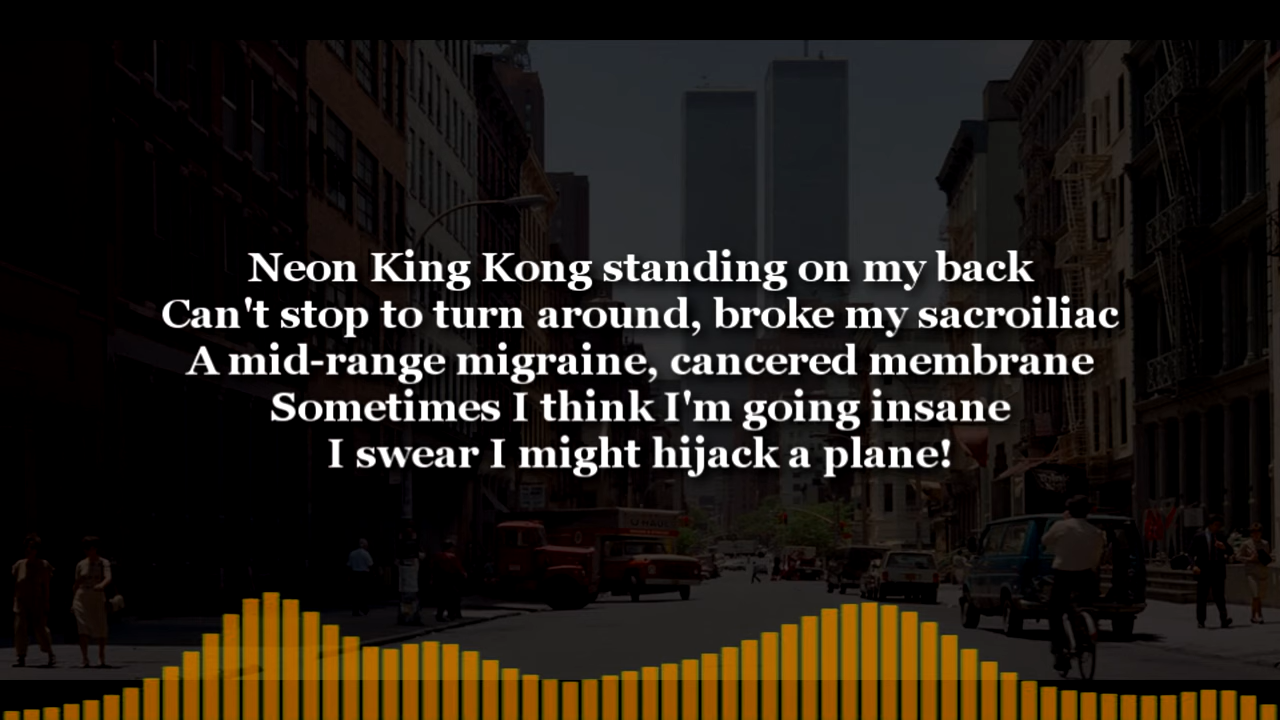 Neon King Kong standing on my back
Can't stop to turn around, broke my sacroiliac
A mid-range migraine, cancered membrane
Sometimes I think I'm going insane
I swear I might hijack a plane!